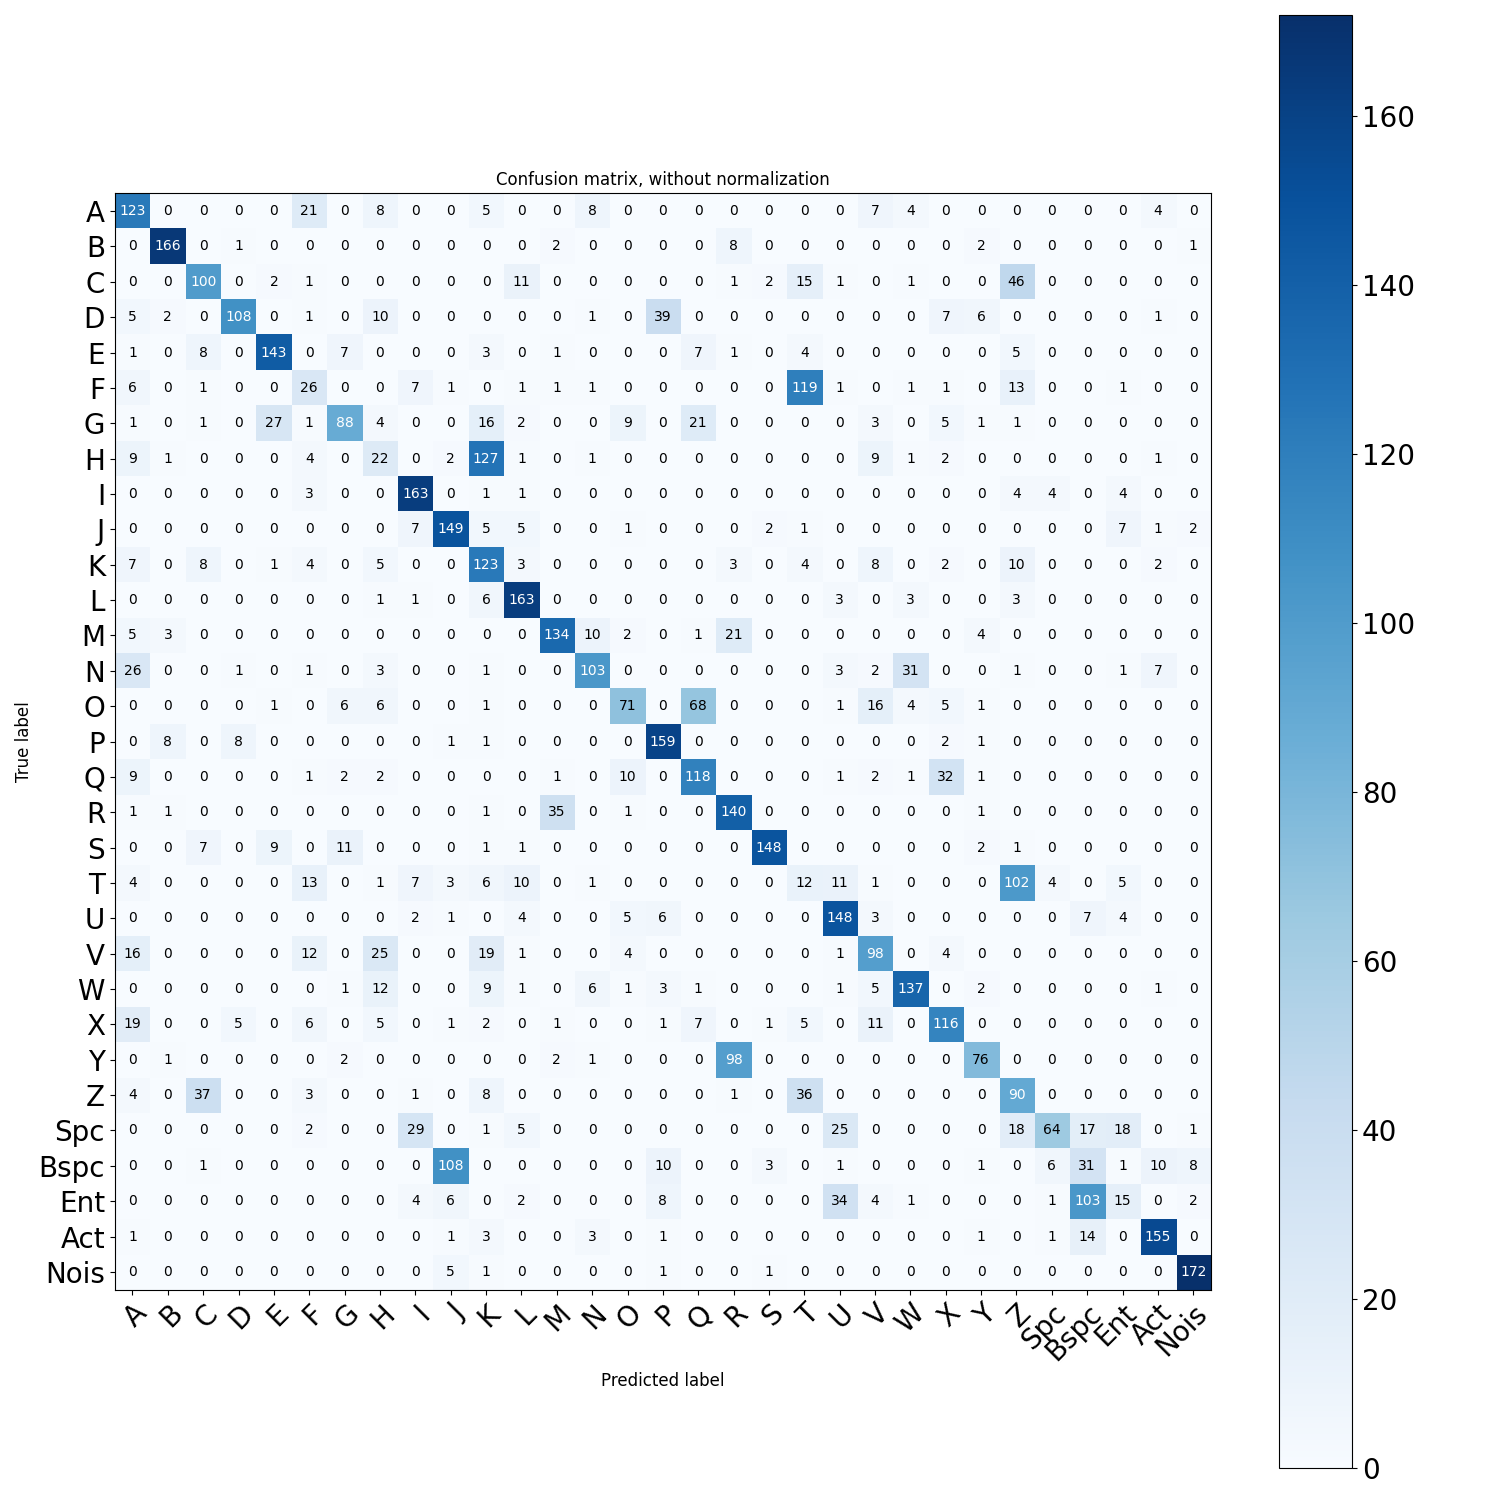 Confusion matrix, without normalization
A 123 0 0 0 0 21 0 8 0 0 5 0 0 8 0 0 0 0 0 0 0 7 4 0 0 0 0 0 0 4 0
B 0 166 0 1 0 0 0 0 0 0 0 0 2 0 0 0 0 8 0 0 0 0 0 0 2 0 0 0 0 0 1
C 0 0 100 0 2 1 0 0 0 0 0 11 0 0 0 0 0 1 2 15 1 0 1 0 0 46 0 0 0 0 0
D 5 2 0 108 0 1 0 10 0 0 0 0 0 1 0 39 0 0 0 0 0 0 0 7 6 0 0 0 0 1 0
E 1 0 8 0 143 0 7 0 0 0 3 0 1 0 0 0 7 1 0 4 0 0 0 0 0 5 0 0 0 0 0
F 6 0 1 0 0 26 0 0 7 1 0 1 1 1 0 0 0 0 0 119 1 0 1 1 0 13 0 0 1 0 0
G 1 0 1 0 27 1 88 4 0 0 16 2 0 0 9 0 21 0 0 0 0 3 0 5 1 1 0 0 0 0 0
H 9 1 0 0 0 4 0 22 0 2 127 1 0 1 0 0 0 0 0 0 0 9 1 2 0 0 0 0 0 1 0
I 0 0 0 0 0 3 0 0 163 0 1 1 0 0 0 0 0 0 0 0 0 0 0 0 0 4 4 0 4 0 0
J 0 0 0 0 0 0 0 0 7 149 5 5 0 0 1 0 0 0 2 1 0 0 0 0 0 0 0 0 7 1 2
K 7 0 8 0 1 4 0 5 0 0 123 3 0 0 0 0 0 3 0 4 0 8 0 2 0 10 0 0 0 2 0
L 0 0 0 0 0 0 0 1 1 0 6 163 0 0 0 0 0 0 0 0 3 0 3 0 0 3 0 0 0 0 0
M 5 3 0 0 0 0 0 0 0 0 0 0 134 10 2 0 1 21 0 0 0 0 0 0 4 0 0 0 0 0 0
N 26 0 0 1 0 1 0 3 0 0 1 0 0 103 0 0 0 0 0 0 3 2 31 0 0 1 0 0 1 7 0
O 0 0 0 0 1 0 6 6 0 0 1 0 0 0 71 0 68 0 0 0 1 16 4 5 1 0 0 0 0 0 0
P 0 8 0 8 0 0 0 0 0 1 1 0 0 0 0 159 0 0 0 0 0 0 0 2 1 0 0 0 0 0 0
Q 9 0 0 0 0 1 2 2 0 0 0 0 1 0 10 0 118 0 0 0 1 2 1 32 1 0 0 0 0 0 0
R 1 1 0 0 0 0 0 0 0 0 1 0 35 0 1 0 0 140 0 0 0 0 0 0 1 0 0 0 0 0 0
S 0 0 7 0 9 0 11 0 0 0 1 1 0 0 0 0 0 0 148 0 0 0 0 0 2 1 0 0 0 0 0
T 4 0 0 0 0 13 0 1 7 3 6 10 0 1 0 0 0 0 0 12 11 1 0 0 0 102 4 0 5 0 0
U 0 0 0 0 0 0 0 0 2 1 0 4 0 0 5 6 0 0 0 0 148 3 0 0 0 0 0 7 4 0 0
V 16 0 0 0 0 12 0 25 0 0 19 1 0 0 4 0 0 0 0 0 1 98 0 4 0 0 0 0 0 0 0
W 0 0 0 0 0 0 1 12 0 0 9 1 0 6 1 3 1 0 0 0 1 5 137 0 2 0 0 0 0 1 0
X 19 0 0 5 0 6 0 5 0 1 2 0 1 0 0 1 7 0 1 5 0 11 0 116 0 0 0 0 0 0 0
Y 0 1 0 0 0 0 2 0 0 0 0 0 2 1 0 0 0 98 0 0 0 0 0 0 76 0 0 0 0 0 0
Z 4 0 37 0 0 3 0 0 1 0 8 0 0 0 0 0 0 1 0 36 0 0 0 0 0 90 0 0 0 0 0
Spc 0 0 0 0 0 2 0 0 29 0 1 5 0 0 0 0 0 0 0 0 25 0 0 0 0 18 64 17 18 0 1
Bspc 0 0 1 0 0 0 0 0 0 108 0 0 0 0 0 10 0 0 3 0 1 0 0 0 1 0 6 31 1 10 8
Ent 0 0 0 0 0 0 0 0 4 6 0 2 0 0 0 8 0 0 0 0 34 4 1 0 0 0 1 103 15 0 2
Act 1 0 0 0 0 0 0 0 0 1 3 0 0 3 0 1 0 0 0 0 0 0 0 0 1 0 1 14 0 155 0
Nois 0 0 0 0 0 0 0 0 0 5 1 0 0 0 0 1 0 0 1 0 0 0 0 0 0 0 0 0 0 0 172
A B C D E F G H I J K L M N O P Q R S T U V W X Y Z Spc Bspc Ent Act Nois
Predicted label
True label
160
140
120
100
80
60
40
20
0